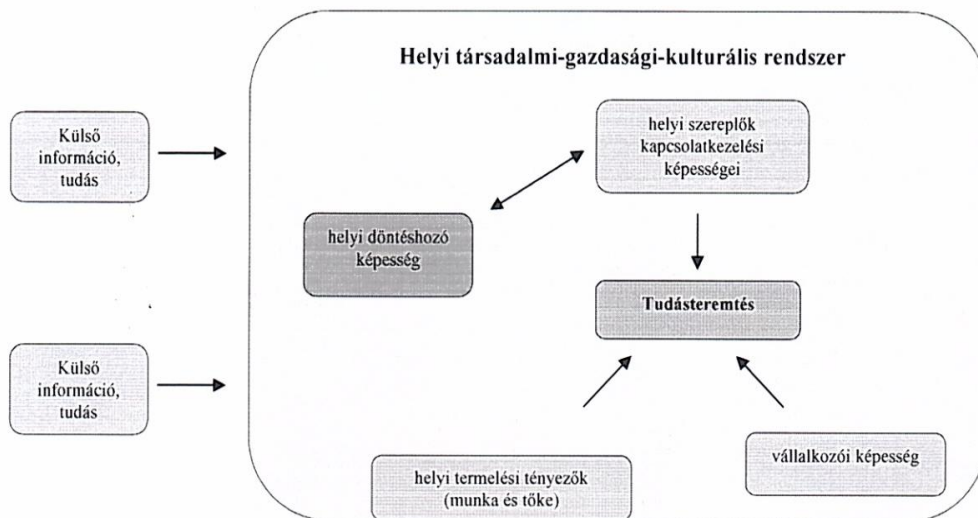 Helyi társadalmi-gazdasági-kulturális rendszer
Külső
információ,
tudás
helyi szereplők
kapcsolatkezelési
képességei
helyi döntéshozó
képesség
Tudásteremtés
Külső
információ,
tudás
helyi termelési tényezők
(munka és tőke)
vállalkozói képesség